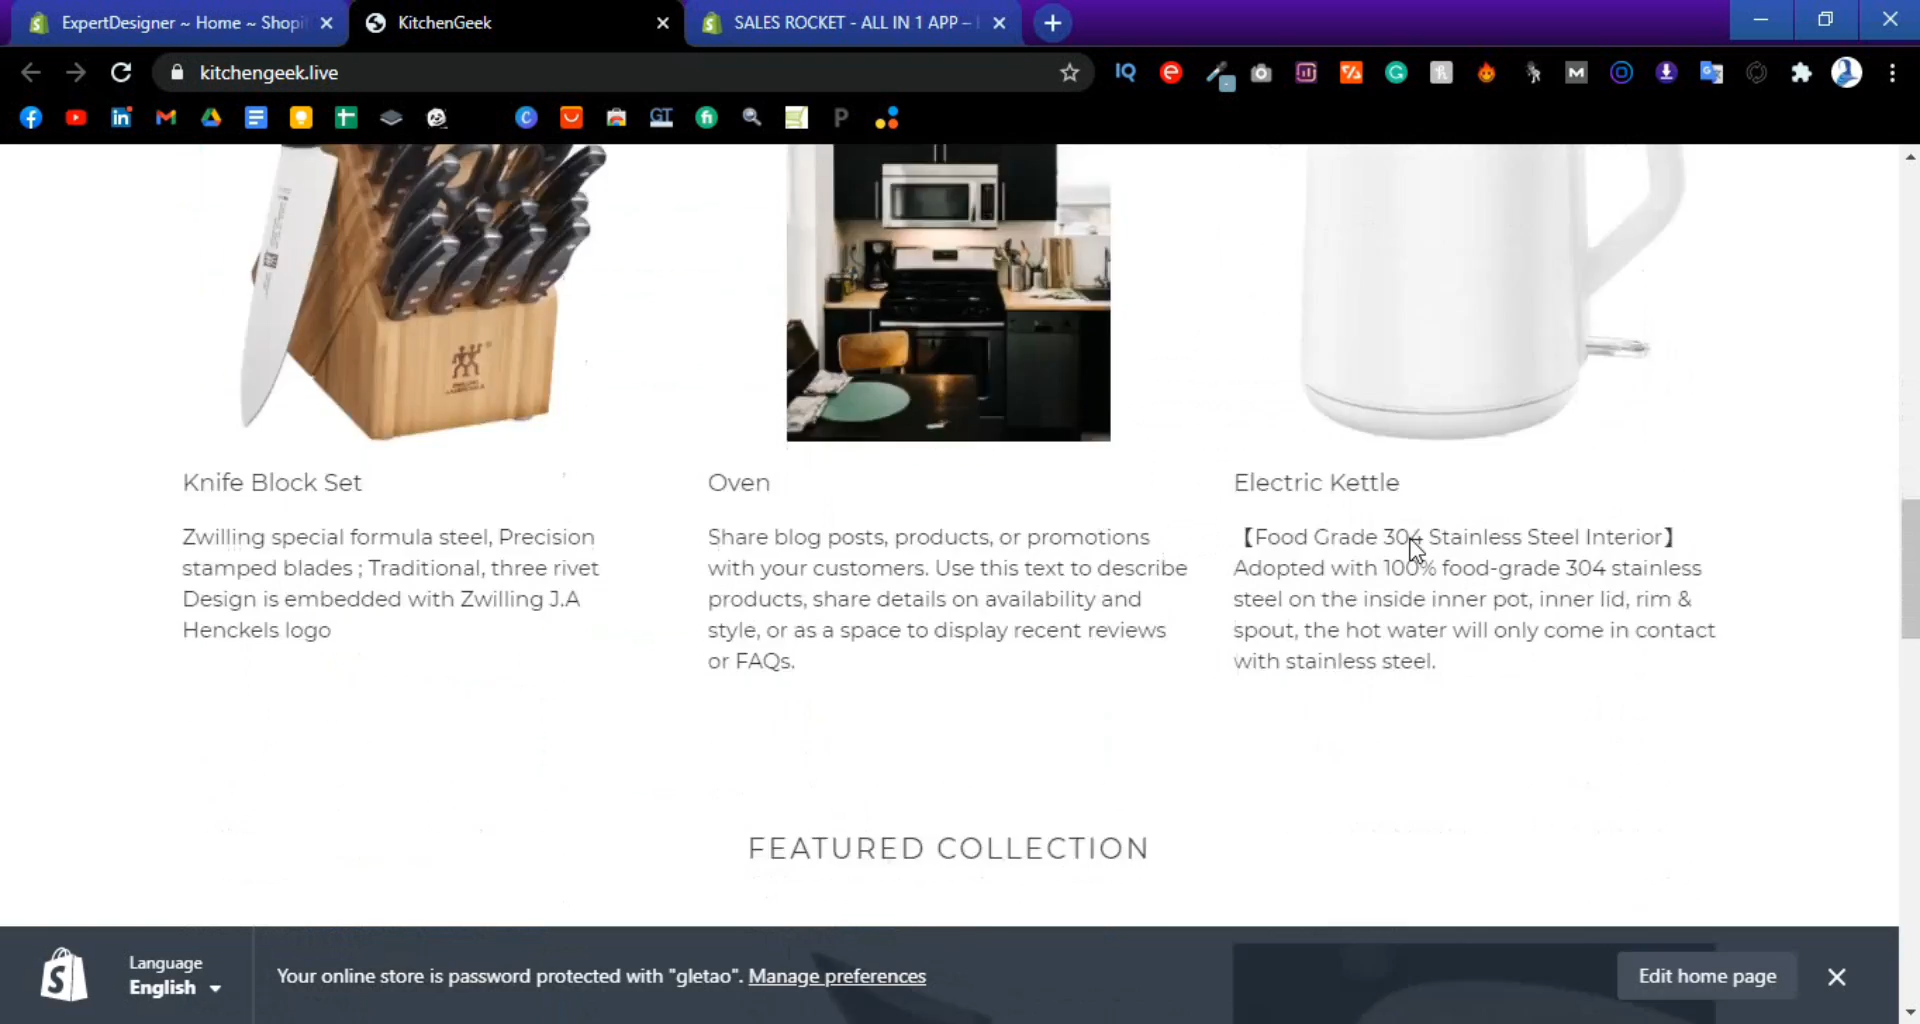 ExpertDesigner ~ Home ~ Shopi
KitchenGeek
SALES ROCKET - ALL IN 1 APP –
kitchengeek.live
Knife Block Set
Zwilling special formula steel, Precision
stamped blades ; Traditional, three rivet
Design is embedded with Zwilling J.A
Henckels logo
Oven
Share blog posts, products, or promotions
with your customers. Use this text to describe
products, share details on availability and
style, or as a space to display recent reviews
or FAQs.
Electric Kettle
【Food Grade 304 Stainless Steel Interior】
Adopted with 100% food-grade 304 stainless
steel on the inside inner pot, inner lid, rim &
spout, the hot water will only come in contact
with stainless steel.
FEATURED COLLECTION
Language
English
Your online store is password protected with "gletao". Manage preferences
Edit home page